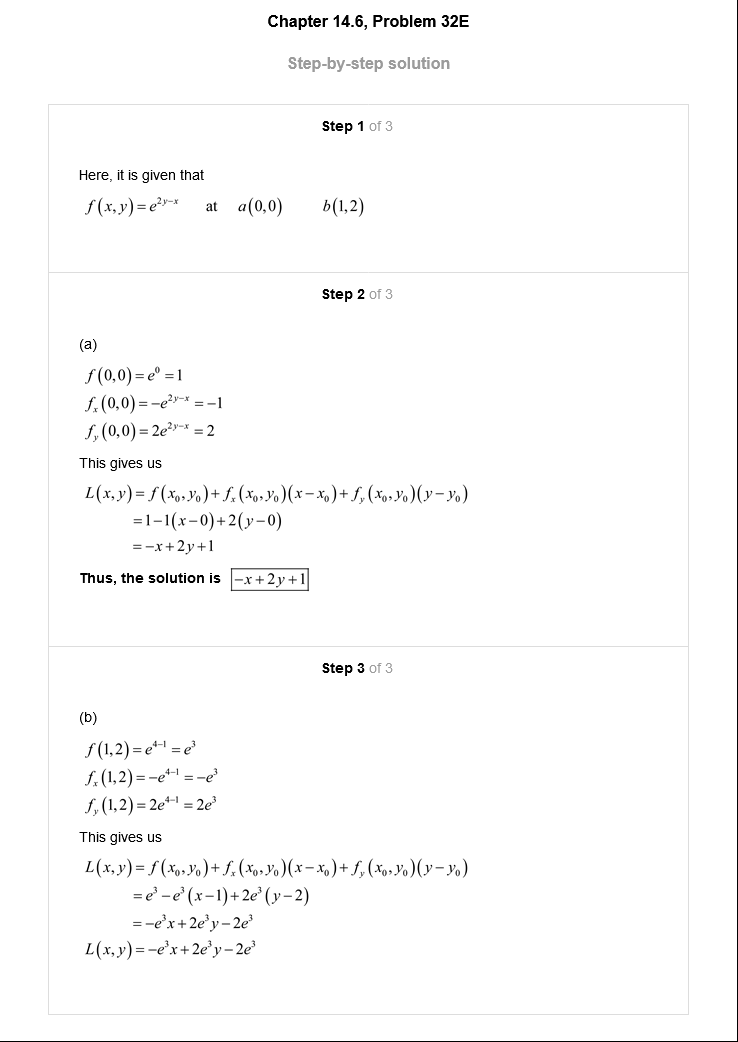 Chapter 14.6, Problem 32E
Step-by-step solution
Step 1 of 3
Here, it is given that
f(x,y)=e^{2y−x} at a(0,0) b(1,2)
Step 2 of 3
(a)
f(0,0)=e^0=1
f_x(0,0)=−e^{2y−x}=−1
f_y(0,0)=2e^{2y−x}=2
This gives us
L(x,y)=f(x_0,y_0)+f_x(x_0,y_0)(x−x_0)+f_y(x_0,y_0)(y−y_0)
=1−1(x−0)+2(y−0)
=−x+2y+1
Thus, the solution is −x+2y+1
Step 3 of 3
(b)
f(1,2)=e^{4−1}=e^3
f_x(1,2)=−e^{4−1}=−e^3
f_y(1,2)=2e^{4−1}=2e^3
This gives us
L(x,y)=f(x_0,y_0)+f_x(x_0,y_0)(x−x_0)+f_y(x_0,y_0)(y−y_0)
=e^3−e^3(x−1)+2e^3(y−2)
=−e^3x+2e^3y−2e^3
L(x,y)=−e^3x+2e^3y−2e^3